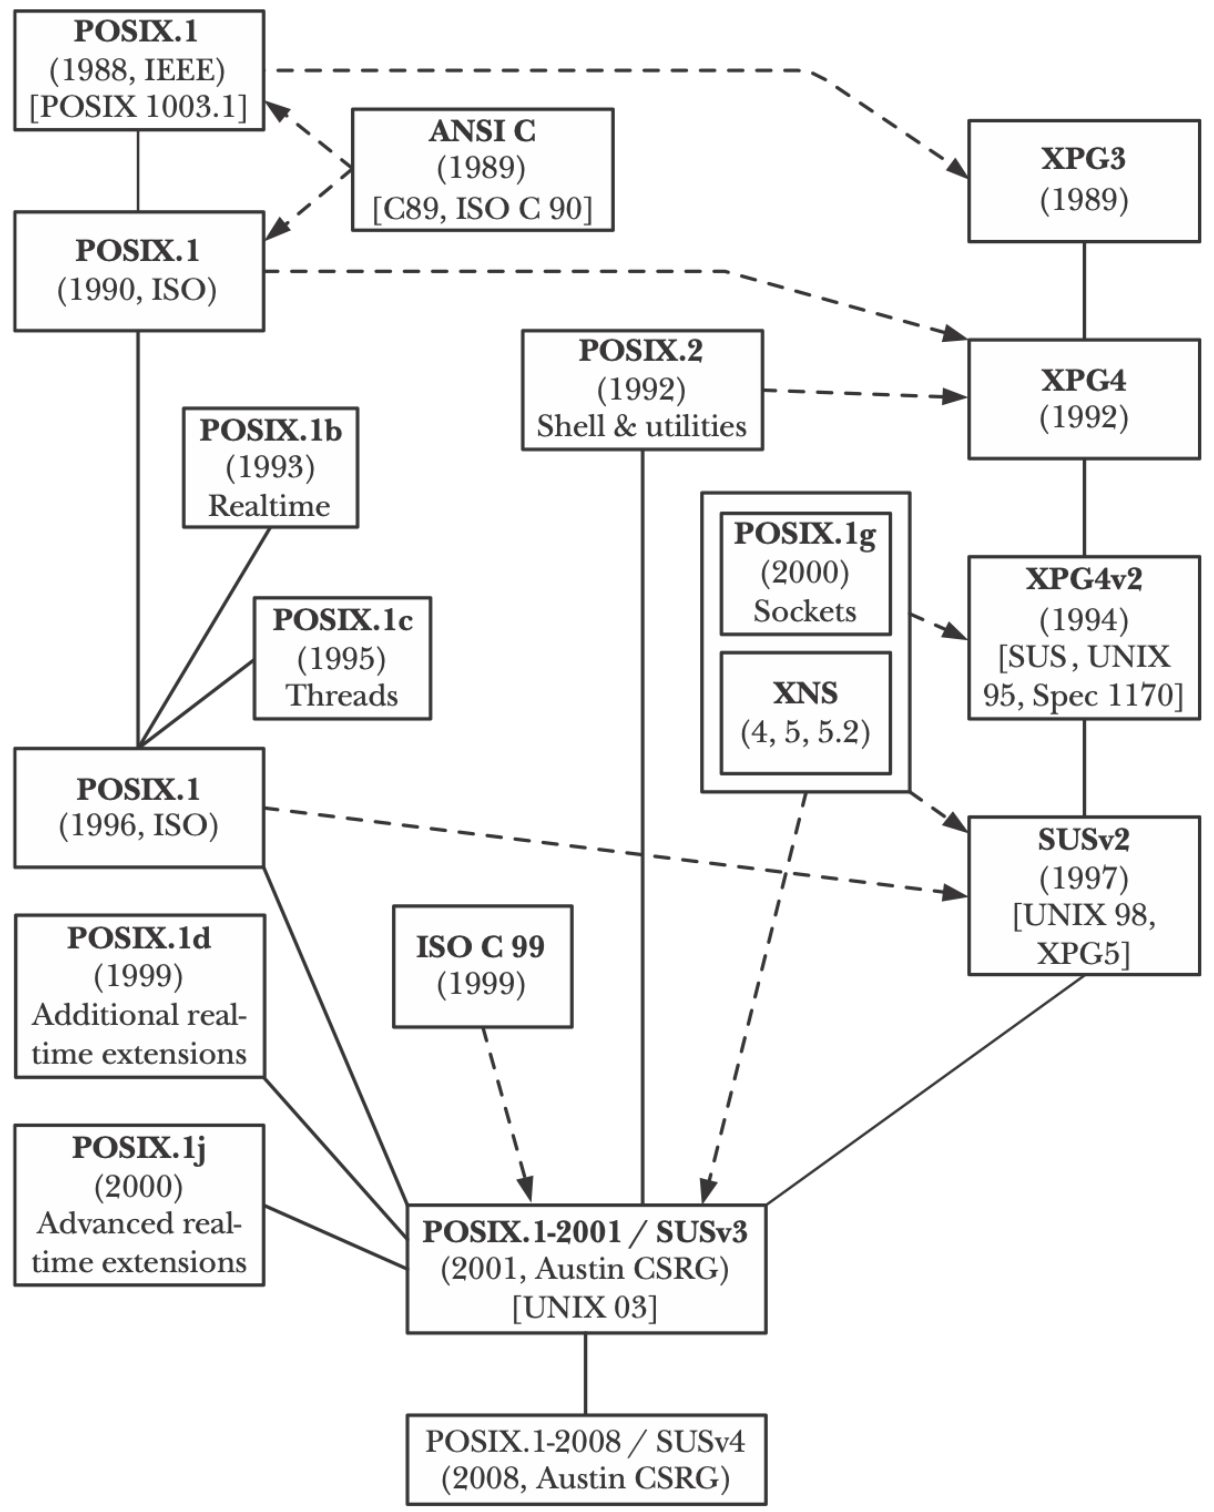 POSIX.1
(1988, IEEE)
[POSIX 1003.1]
ANSI C
(1989)
[C89, ISO C 90]
XPG3
(1989)
POSIX.1
(1990, ISO)
POSIX.2
(1992)
Shell & utilities
XPG4
(1992)
POSIX.1b
(1993)
Realtime
POSIX.1g
(2000)
Sockets
XPG4v2
(1994)
[SUS, UNIX
95, Spec 1170]
POSIX.1c
(1995)
Threads
XNS
(4, 5, 5.2)
POSIX.1
(1996, ISO)
SUSv2
(1997)
[UNIX 98,
XPG5]
POSIX.1d
(1999)
Additional real-
time extensions
ISO C 99
(1999)
POSIX.1j
(2000)
Advanced real-
time extensions
POSIX.1-2001 / SUSv3
(2001, Austin CSRG)
[UNIX 03]
POSIX.1-2008 / SUSv4
(2008, Austin CSRG)